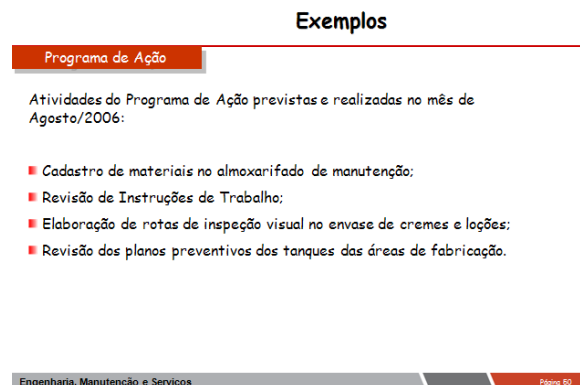 Exemplos
Programa de Ação
Atividades do Programa de Ação previstas e realizadas no mês de
Agosto/2006:
Cadastro de materiais no almoxarifado de manutenção;
Revisão de Instruções de Trabalho;
Elaboração de rotas de inspeção visual no envase de cremes e loções;
Revisão dos planos preventivos dos tanques das áreas de fabricação.
Engenharia, Manutenção e Serviços
Página 60